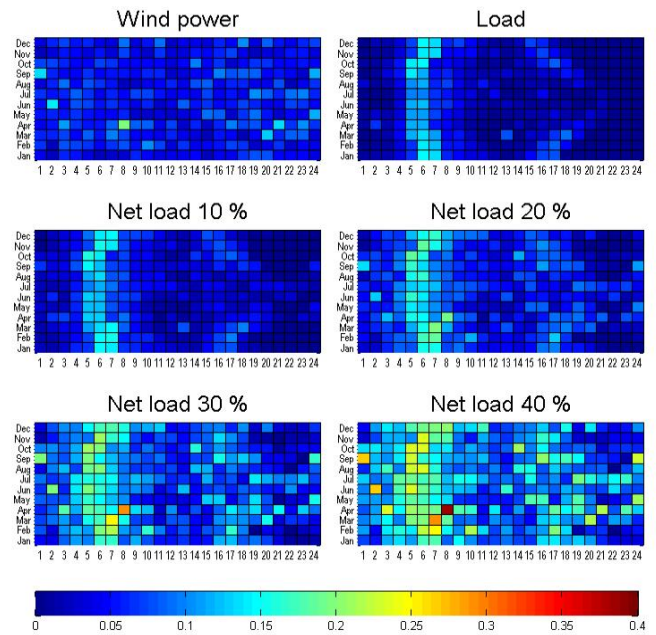 Wind power
Dec
Nov
Oct
Sep
Aug
Jul
Jun
May
Apr
Mar
Feb
Jan
1 2 3 4 5 6 7 8 9 10 11 12 13 14 15 16 17 18 19 20 21 22 23 24
Load
Dec
Nov
Oct
Sep
Aug
Jul
Jun
May
Apr
Mar
Feb
Jan
1 2 3 4 5 6 7 8 9 10 11 12 13 14 15 16 17 18 19 20 21 22 23 24
Net load 10 %
Dec
Nov
Oct
Sep
Aug
Jul
Jun
May
Apr
Mar
Feb
Jan
1 2 3 4 5 6 7 8 9 10 11 12 13 14 15 16 17 18 19 20 21 22 23 24
Net load 20 %
Dec
Nov
Oct
Sep
Aug
Jul
Jun
May
Apr
Mar
Feb
Jan
1 2 3 4 5 6 7 8 9 10 11 12 13 14 15 16 17 18 19 20 21 22 23 24
Net load 30 %
Dec
Nov
Oct
Sep
Aug
Jul
Jun
May
Apr
Mar
Feb
Jan
1 2 3 4 5 6 7 8 9 10 11 12 13 14 15 16 17 18 19 20 21 22 23 24
Net load 40 %
Dec
Nov
Oct
Sep
Aug
Jul
Jun
May
Apr
Mar
Feb
Jan
1 2 3 4 5 6 7 8 9 10 11 12 13 14 15 16 17 18 19 20 21 22 23 24
0 0.05 0.1 0.15 0.2 0.25 0.3 0.35 0.4